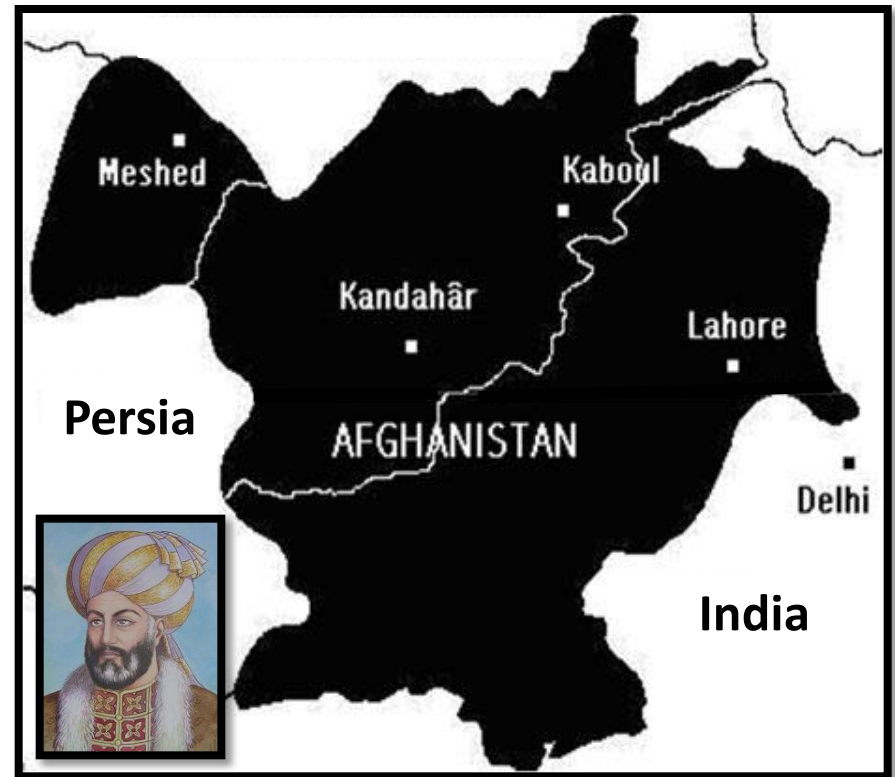 Meshed
Kaboul
Kandahâr
Lahore
Persia
AFGHANISTAN
Delhi
India